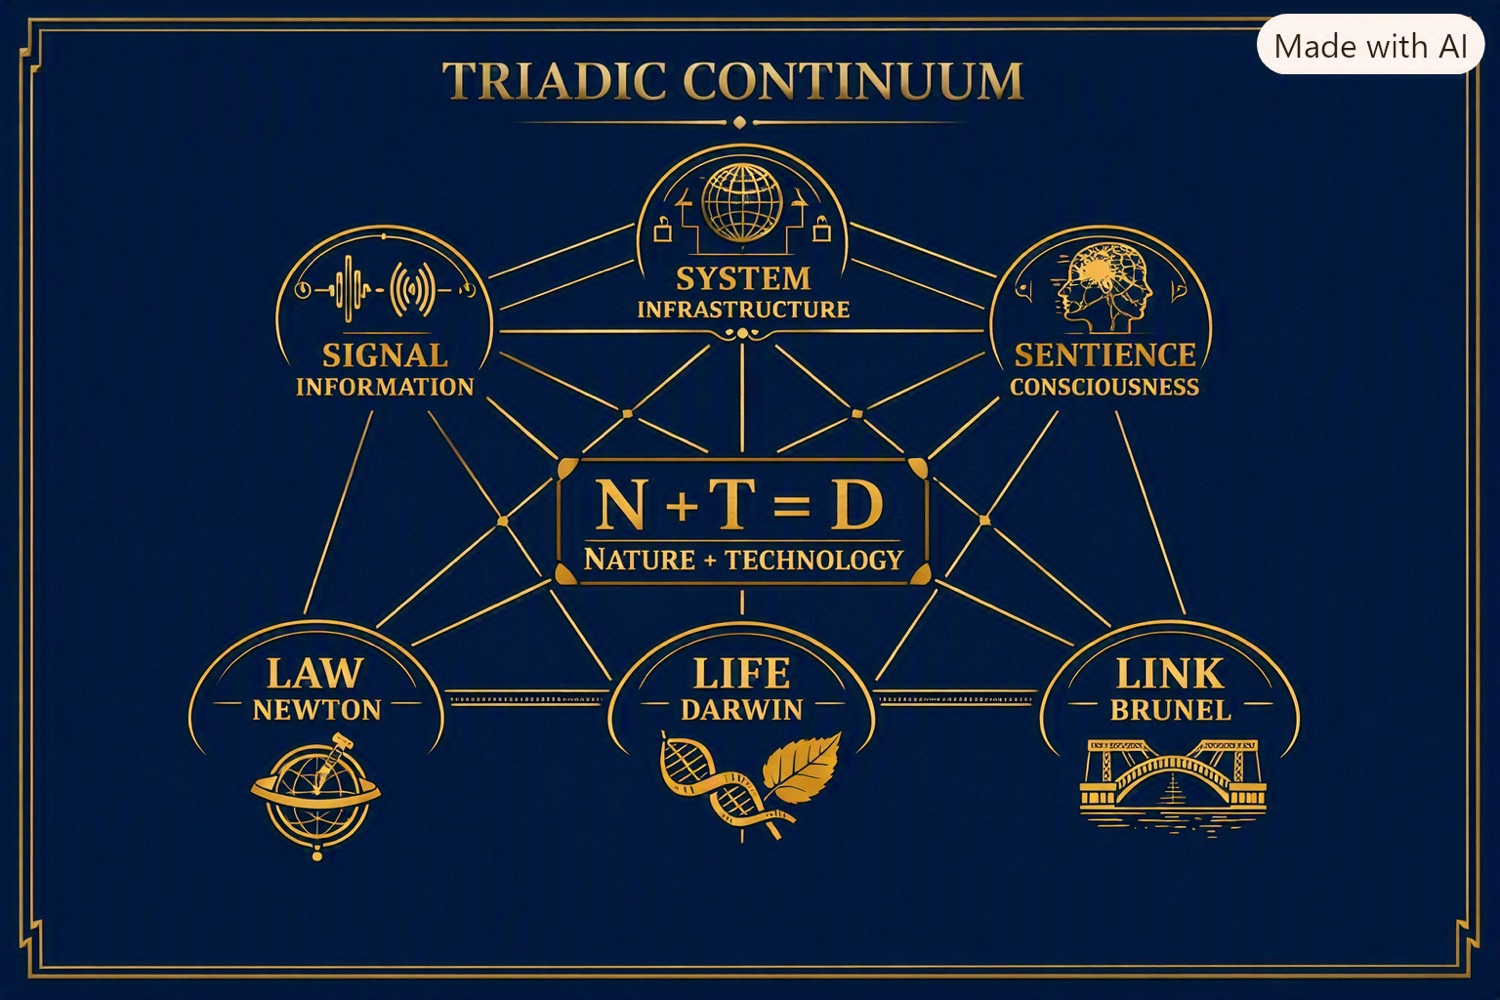 Made with AI
TRIADIC CONTINUUM
SYSTEM
INFRASTRUCTURE
SIGNAL
INFORMATION
SENTIENCE
CONSCIOUSNESS
N + T = D
NATURE + TECHNOLOGY
LAW
NEWTON
LIFE
DARWIN
LINK
BRUNEL